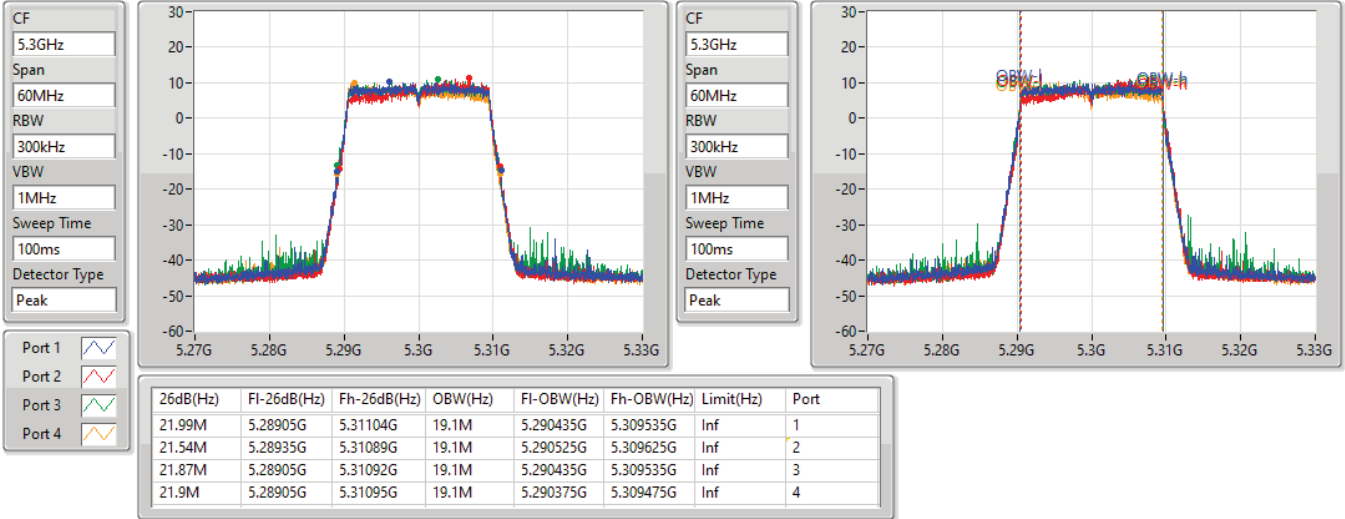 CF
5.3GHz
Span
60MHz
RBW
300kHz
VBW
1MHz
Sweep Time
100ms
Detector Type
Peak
30
20
10
0
-10
-20
-30
-40
-50
-60
5.27G 5.28G 5.29G 5.3G 5.31G 5.32G 5.33G
CF
5.3GHz
Span
60MHz
RBW
300kHz
VBW
1MHz
Sweep Time
100ms
Detector Type
Peak
30
20
10
0
-10
-20
-30
-40
-50
-60
OBW-l OBW-h
5.27G 5.28G 5.29G 5.3G 5.31G 5.32G 5.33G
Port 1
Port 2
Port 3
Port 4
26dB(Hz) Fl-26dB(Hz) Fh-26dB(Hz) OBW(Hz) Fl-OBW(Hz) Fh-OBW(Hz) Limit(Hz) Port
21.99M 5.28905G 5.31104G 19.1M 5.290435G 5.309535G Inf 1
21.54M 5.28935G 5.31089G 19.1M 5.290525G 5.309625G Inf 2
21.87M 5.28905G 5.31092G 19.1M 5.290435G 5.309535G Inf 3
21.9M 5.28905G 5.31095G 19.1M 5.290375G 5.309475G Inf 4